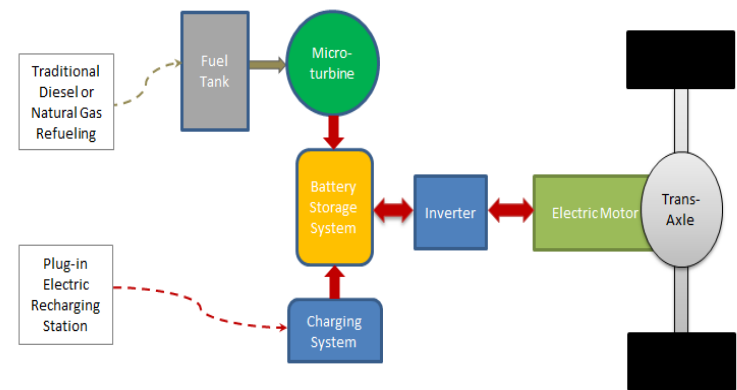 Traditional
Diesel or
Natural Gas
Refueling
Fuel
Tank
Micro-
turbine
Battery
Storage
System
Inverter
Electric Motor
Trans-
Axle
Plug-in
Electric
Recharging
Station
Charging
System